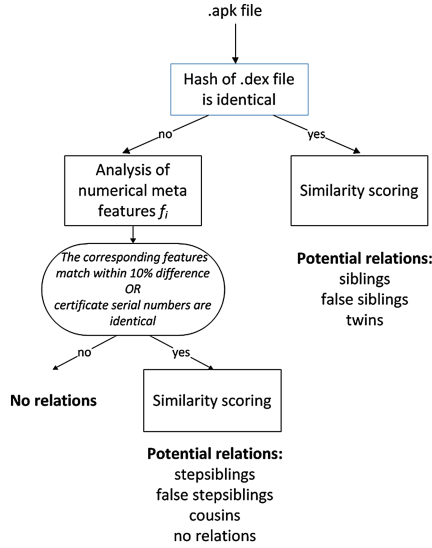 .apk file
Hash of .dex file
is identical
no
yes
Analysis of
numerical meta
features fi
Similarity scoring
The corresponding features
match within 10% difference
OR
certificate serial numbers are
identical
Potential relations:
siblings
false siblings
twins
no
yes
No relations
Similarity scoring
Potential relations:
stepsiblings
false stepsiblings
cousins
no relations